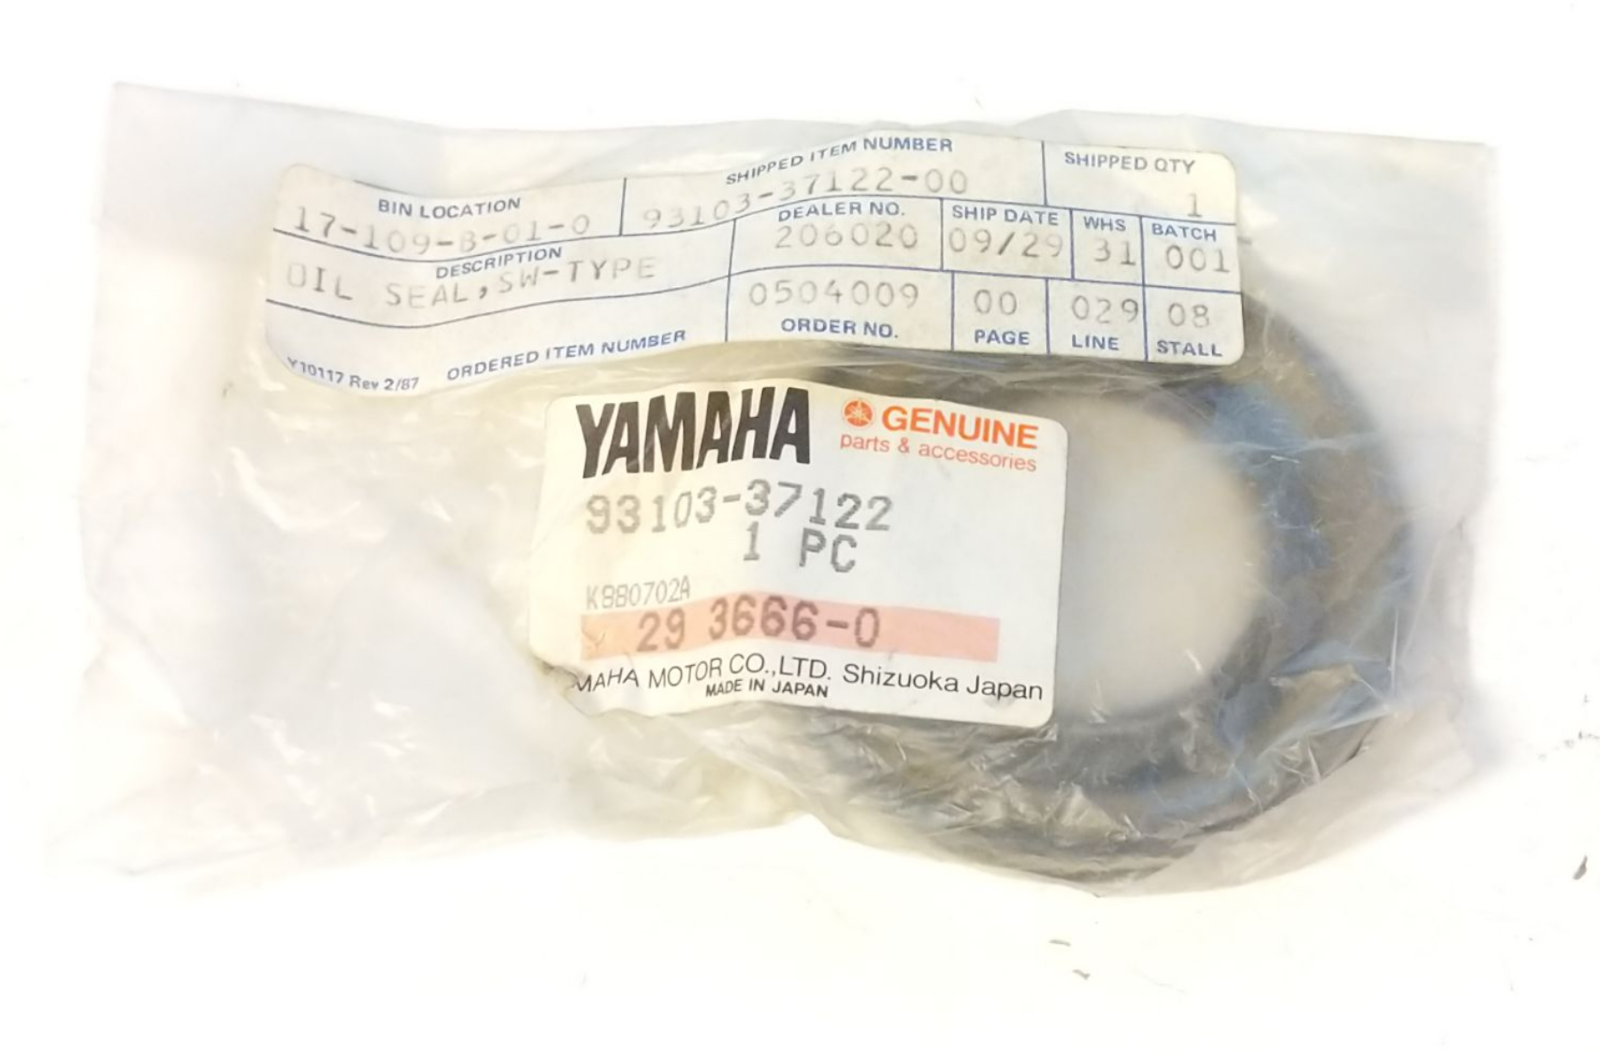 BIN LOCATION
17-109-B-01-0
SHIPPED ITEM NUMBER
93103-37122-00
SHIPPED QTY
1
DESCRIPTION
OIL SEAL,SW-TYPE
DEALER NO.
206020
SHIP DATE
09/29
WHS
31
BATCH
001
0504009
ORDER NO.
00
PAGE
029
LINE
08
STALL
Y10117 Rev 2/87 ORDERED ITEM NUMBER
YAMAHA GENUINE
parts & accessories
93103-37122
1 PC
K880702A
29 3666-0
MAHA MOTOR CO.,LTD. Shizuoka Japan
MADE IN JAPAN